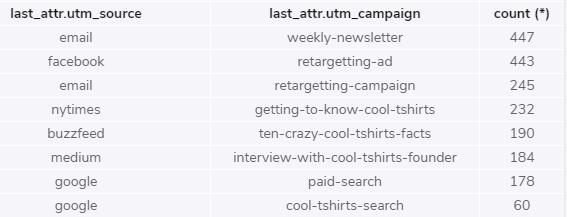 last_attr.utm_source last_attr.utm_campaign count (*)
email weekly-newsletter 447
facebook retargetting-ad 443
email retargetting-campaign 245
nytimes getting-to-know-cool-tshirts 232
buzzfeed ten-crazy-cool-tshirts-facts 190
medium interview-with-cool-tshirts-founder 184
google paid-search 178
google cool-tshirts-search 60